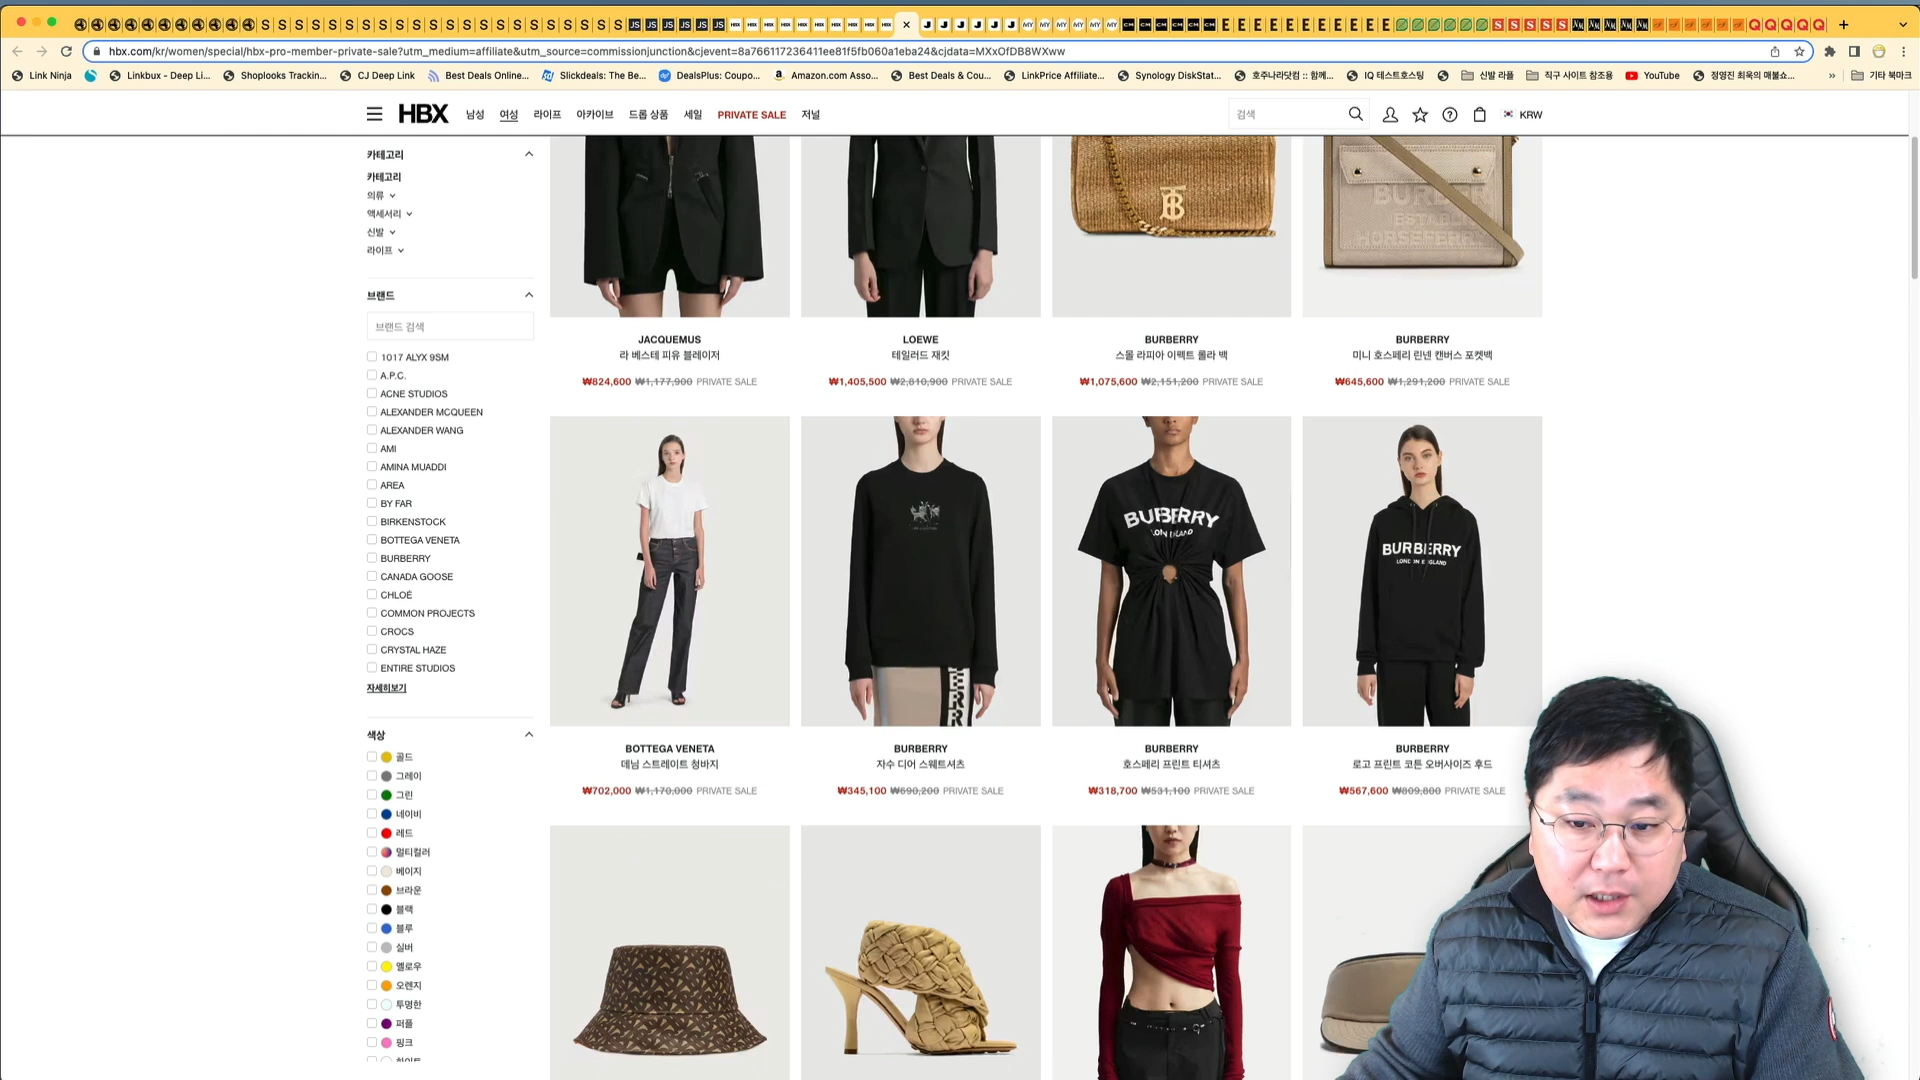 hbx.com/kr/women/special/hbx-pro-member-private-sale?utm_medium=affiliate&utm_source=commissionjunction&cjevent=8a766117236411ee81f5fb060a1eba24&cjdata=MXxOfDB8WXww
Link Ninja Linkbux - Deep Li... Shoplooks Trackin... CJ Deep Link Best Deals Online... Slickdeals: The Be... DealsPlus: Coupo... Amazon.com Asso... Best Deals & Cou... LinkPrice Affiliate... Synology DiskStat... 호주나라닷컴 :: 함께... IQ 테스트호스팅 신발 라플 직구 사이트 참조용 YouTube 정영진 최욱의 매불쇼... » 기타 북마크
HBX 남성 여성 라이프 아카이브 드롭 상품 세일 PRIVATE SALE 저널 검색 KRW
카테고리
카테고리
의류
액세서리
신발
라이프
브랜드
브랜드 검색
1017 ALYX 9SM
A.P.C.
ACNE STUDIOS
ALEXANDER MCQUEEN
ALEXANDER WANG
AMI
AMINA MUADDI
AREA
BY FAR
BIRKENSTOCK
BOTTEGA VENETA
BURBERRY
CANADA GOOSE
CHLOÉ
COMMON PROJECTS
CROCS
CRYSTAL HAZE
ENTIRE STUDIOS
자세히보기
색상
골드
그레이
그린
네이비
레드
멀티컬러
베이지
브라운
블랙
블루
실버
옐로우
오렌지
투명한
퍼플
핑크
화이트
JACQUEMUS
라 베스테 피유 블레이저
₩824,600 ₩1,177,900 PRIVATE SALE
LOEWE
테일러드 재킷
₩1,405,500 ₩2,810,900 PRIVATE SALE
BURBERRY
스몰 라피아 이펙트 롤라 백
₩1,075,600 ₩2,151,200 PRIVATE SALE
HORSEFERRY
BURBERRY
미니 호스페리 린넨 캔버스 포켓백
₩645,600 ₩1,291,200 PRIVATE SALE
BOTTEGA VENETA
데님 스트레이트 청바지
₩702,000 ₩1,170,000 PRIVATE SALE
BURBERRY
자수 디어 스웨트셔츠
₩345,100 ₩690,200 PRIVATE SALE
BURBERRY
BURBERRY
호스페리 프린트 티셔츠
₩318,700 ₩531,100 PRIVATE SALE
BURBERRY
LONDON ENGLAND
BURBERRY
로고 프린트 코튼 오버사이즈 후드
₩567,600 ₩809,800 PRIVATE SALE